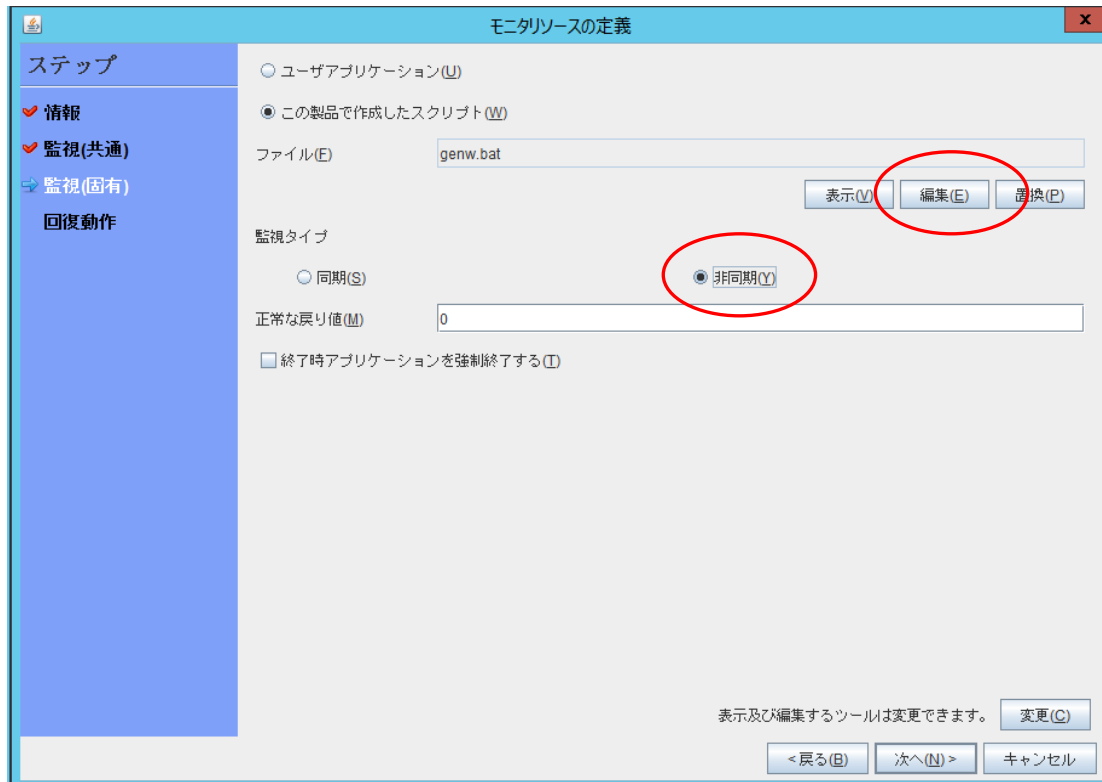 モニタリソースの定義
x
ステップ
情報
監視(共通)
監視(固有)
回復動作
ユーザアプリケーション(U)
この製品で作成したスクリプト(W)
ファイル(F)
genw.bat
表示(V) 編集(E) 置換(P)
監視タイプ
同期(S) 非同期(Y)
正常な戻り値(M)
0
終了時アプリケーションを強制終了する(T)
表示及び編集するツールは変更できます。 変更(C)
<戻る(B) 次へ(N)> キャンセル